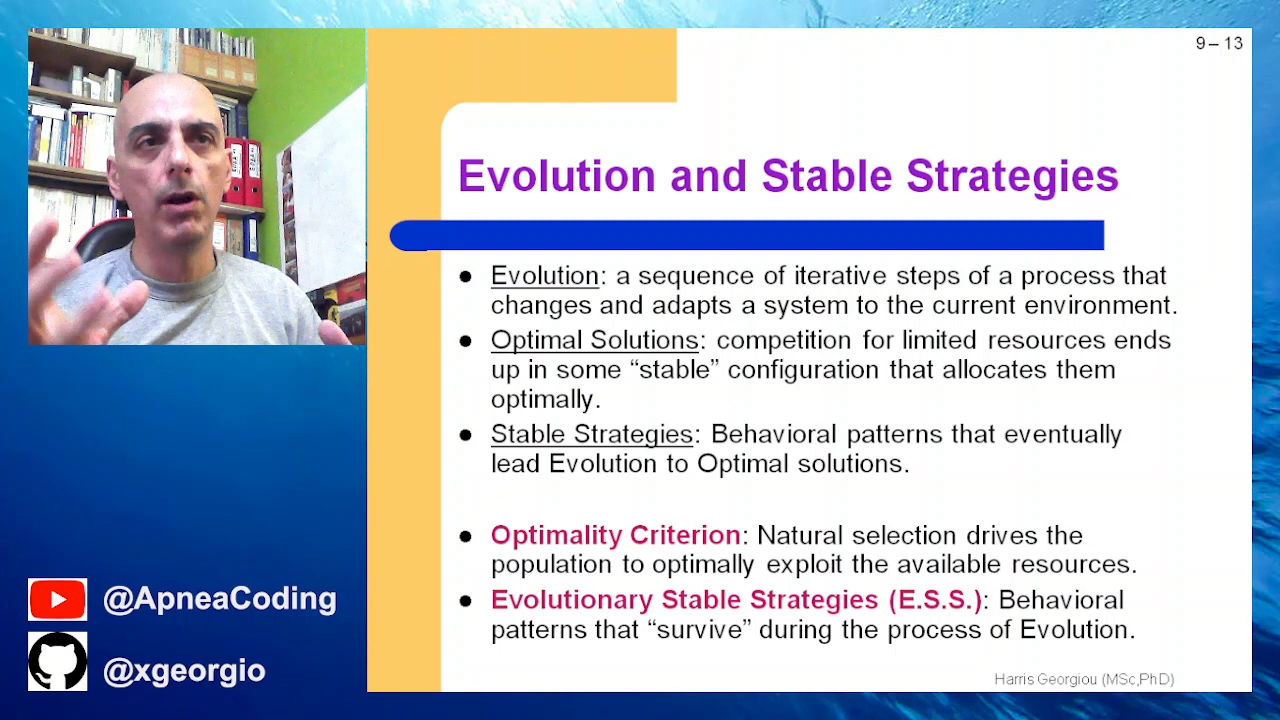 9 – 13
Evolution and Stable Strategies
● Evolution: a sequence of iterative steps of a process that
changes and adapts a system to the current environment.
● Optimal Solutions: competition for limited resources ends
up in some “stable” configuration that allocates them
optimally.
● Stable Strategies: Behavioral patterns that eventually
lead Evolution to Optimal solutions.
● Optimality Criterion: Natural selection drives the
population to optimally exploit the available resources.
● Evolutionary Stable Strategies (E.S.S.): Behavioral
patterns that “survive” during the process of Evolution.
Harris Georgiou (MSc,PhD)
@ApneaCoding
@xgeorgio